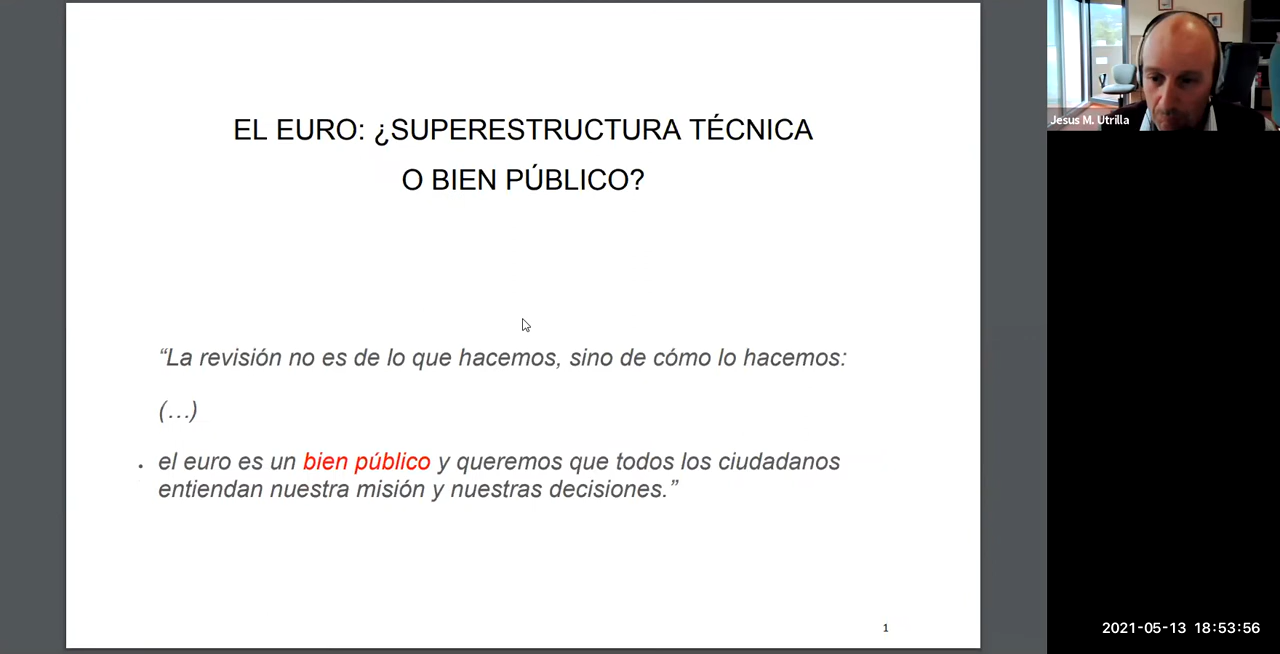 EL EURO: ¿SUPERESTRUCTURA TÉCNICA
O BIEN PÚBLICO?
“La revisión no es de lo que hacemos, sino de cómo lo hacemos:
(…)
• el euro es un bien público y queremos que todos los ciudadanos
entiendan nuestra misión y nuestras decisiones.”
1
Jesus M. Utrilla
2021-05-13 18:53:56